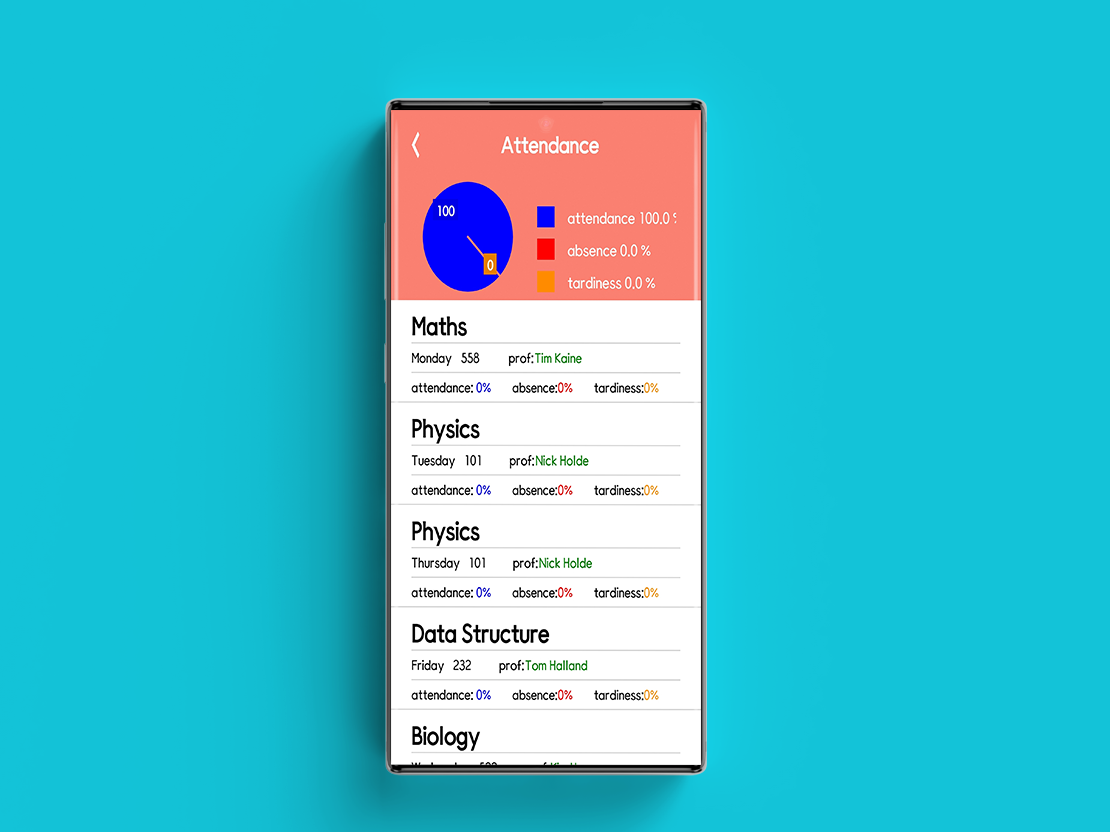 Attendance
100
0
attendance 100.0 %
absence 0.0 %
tardiness 0.0 %
Maths
Monday 558 prof:Tim Kaine
attendance: 0% absence:0% tardiness:0%
Physics
Tuesday 101 prof:Nick Holde
attendance: 0% absence:0% tardiness:0%
Physics
Thursday 101 prof:Nick Holde
attendance: 0% absence:0% tardiness:0%
Data Structure
Friday 232 prof:Tom Halland
attendance: 0% absence:0% tardiness:0%
Biology